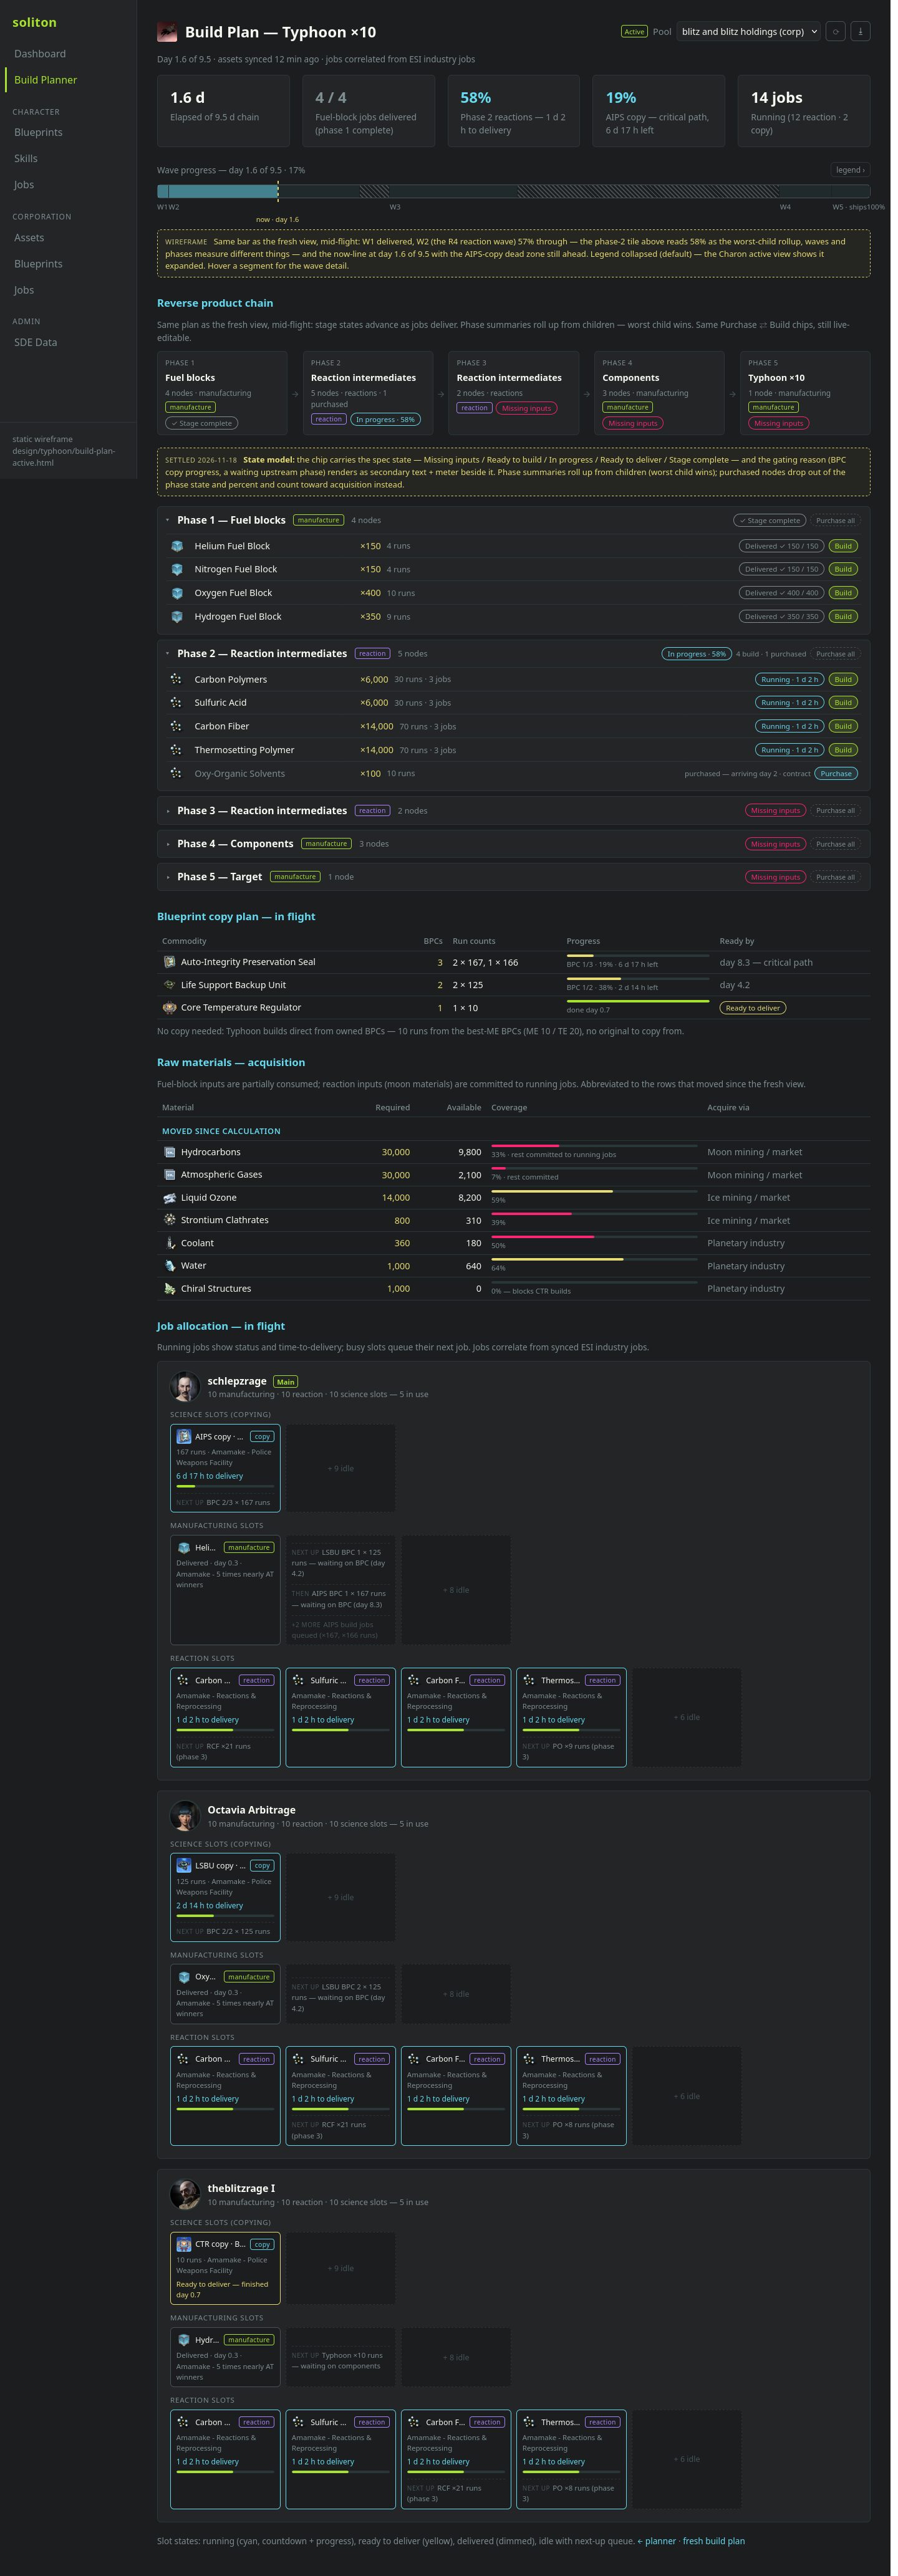 soliton
Dashboard
Build Planner
CHARACTER
Blueprints
Skills
Jobs
CORPORATION
Assets
Blueprints
Jobs
ADMIN
SDE Data
static wireframe
design/typhoon/build-plan-
active.html
Build Plan — Typhoon ×10
Active Pool blitz and blitz holdings (corp)
Day 1.6 of 9.5 · assets synced 12 min ago · jobs correlated from ESI industry jobs
1.6 d
Elapsed of 9.5 d chain
4 / 4
Fuel-block jobs delivered
(phase 1 complete)
58%
Phase 2 reactions — 1 d 2
h to delivery
19%
AIPS copy — critical path,
6 d 17 h left
14 jobs
Running (12 reaction · 2
copy)
Wave progress — day 1.6 of 9.5 · 17%
legend ›
W1 W2 W3 W4 W5 · ships 100%
now · day 1.6
WIREFRAME Same bar as the fresh view, mid-flight: W1 delivered, W2 (the R4 reaction wave) 57% through — the phase-2 tile above reads 58% as the worst-child rollup, waves and
phases measure different things — and the now-line at day 1.6 of 9.5 with the AIPS-copy dead zone still ahead. Legend collapsed (default) — the Charon active view shows it
expanded. Hover a segment for the wave detail.
Reverse product chain
Same plan as the fresh view, mid-flight: stage states advance as jobs deliver. Phase summaries roll up from children — worst child wins. Same Purchase ⇄ Build chips, still live-
editable.
PHASE 1
Fuel blocks
4 nodes · manufacturing
manufacture
✓ Stage complete
→
PHASE 2
Reaction intermediates
5 nodes · reactions · 1
purchased
reaction In progress · 58%
→
PHASE 3
Reaction intermediates
2 nodes · reactions
reaction Missing inputs
→
PHASE 4
Components
3 nodes · manufacturing
manufacture
Missing inputs
→
PHASE 5
Typhoon ×10
1 node · manufacturing
manufacture
Missing inputs
SETTLED 2026-11-18 State model: the chip carries the spec state — Missing inputs / Ready to build / In progress / Ready to deliver / Stage complete — and the gating reason (BPC
copy progress, a waiting upstream phase) renders as secondary text + meter beside it. Phase summaries roll up from children (worst child wins); purchased nodes drop out of the
phase state and percent and count toward acquisition instead.
Phase 1 — Fuel blocks manufacture 4 nodes ✓ Stage complete Purchase all
Helium Fuel Block ×150 4 runs Delivered ✓ 150 / 150 Build
Nitrogen Fuel Block ×150 4 runs Delivered ✓ 150 / 150 Build
Oxygen Fuel Block ×400 10 runs Delivered ✓ 400 / 400 Build
Hydrogen Fuel Block ×350 9 runs Delivered ✓ 350 / 350 Build
Phase 2 — Reaction intermediates reaction 5 nodes In progress · 58% 4 build · 1 purchased Purchase all
Carbon Polymers ×6,000 30 runs · 3 jobs Running · 1 d 2 h Build
Sulfuric Acid ×6,000 30 runs · 3 jobs Running · 1 d 2 h Build
Carbon Fiber ×14,000 70 runs · 3 jobs Running · 1 d 2 h Build
Thermosetting Polymer ×14,000 70 runs · 3 jobs Running · 1 d 2 h Build
Oxy-Organic Solvents ×100 10 runs purchased — arriving day 2 · contract Purchase
Phase 3 — Reaction intermediates reaction 2 nodes Missing inputs Purchase all
Phase 4 — Components manufacture 3 nodes Missing inputs Purchase all
Phase 5 — Target manufacture 1 node Missing inputs Purchase all
Blueprint copy plan — in flight
Commodity BPCs Run counts Progress Ready by
Auto-Integrity Preservation Seal 3 2 × 167, 1 × 166 BPC 1/3 · 19% · 6 d 17 h left day 8.3 — critical path
Life Support Backup Unit 2 2 × 125 BPC 1/2 · 38% · 2 d 14 h left day 4.2
Core Temperature Regulator 1 1 × 10 done day 0.7 Ready to deliver
No copy needed: Typhoon builds direct from owned BPCs — 10 runs from the best-ME BPCs (ME 10 / TE 20), no original to copy from.
Raw materials — acquisition
Fuel-block inputs are partially consumed; reaction inputs (moon materials) are committed to running jobs. Abbreviated to the rows that moved since the fresh view.
Material Required Available Coverage Acquire via
MOVED SINCE CALCULATION
Hydrocarbons 30,000 9,800 33% · rest committed to running jobs Moon mining / market
Atmospheric Gases 30,000 2,100 7% · rest committed Moon mining / market
Liquid Ozone 14,000 8,200 59% Ice mining / market
Strontium Clathrates 800 310 39% Ice mining / market
Coolant 360 180 50% Planetary industry
Water 1,000 640 64% Planetary industry
Chiral Structures 1,000 0 0% — blocks CTR builds Planetary industry
Job allocation — in flight
Running jobs show status and time-to-delivery; busy slots queue their next job. Jobs correlate from synced ESI industry jobs.
schlepzrage Main
10 manufacturing · 10 reaction · 10 science slots — 5 in use
SCIENCE SLOTS (COPYING)
AIPS copy · … copy
167 runs · Amamake - Police
Weapons Facility
6 d 17 h to delivery
NEXT UP BPC 2/3 × 167 runs
+ 9 idle
MANUFACTURING SLOTS
Heli… manufacture
Delivered · day 0.3 ·
Amamake - 5 times nearly AT
winners
NEXT UP LSBU BPC 1 × 125
runs — waiting on BPC (day
4.2)
THEN AIPS BPC 1 × 167 runs
— waiting on BPC (day 8.3)
+2 MORE AIPS build jobs
queued (×167, ×166 runs)
+ 8 idle
REACTION SLOTS
Carbon … reaction
Amamake - Reactions &
Reprocessing
1 d 2 h to delivery
NEXT UP RCF ×21 runs
(phase 3)
Sulfuric … reaction
Amamake - Reactions &
Reprocessing
1 d 2 h to delivery
Carbon F… reaction
Amamake - Reactions &
Reprocessing
1 d 2 h to delivery
Thermos… reaction
Amamake - Reactions &
Reprocessing
1 d 2 h to delivery
NEXT UP PO ×9 runs (phase
3)
+ 6 idle
Octavia Arbitrage
10 manufacturing · 10 reaction · 10 science slots — 5 in use
SCIENCE SLOTS (COPYING)
LSBU copy · … copy
125 runs · Amamake - Police
Weapons Facility
2 d 14 h to delivery
NEXT UP BPC 2/2 × 125 runs
+ 9 idle
MANUFACTURING SLOTS
Oxy… manufacture
Delivered · day 0.3 ·
Amamake - 5 times nearly AT
winners
NEXT UP LSBU BPC 2 × 125
runs — waiting on BPC (day
4.2)
+ 8 idle
REACTION SLOTS
Carbon … reaction
Amamake - Reactions &
Reprocessing
1 d 2 h to delivery
Sulfuric … reaction
Amamake - Reactions &
Reprocessing
1 d 2 h to delivery
NEXT UP RCF ×21 runs
(phase 3)
Carbon F… reaction
Amamake - Reactions &
Reprocessing
1 d 2 h to delivery
Thermos… reaction
Amamake - Reactions &
Reprocessing
1 d 2 h to delivery
NEXT UP PO ×8 runs (phase
3)
+ 6 idle
theblitzrage I
10 manufacturing · 10 reaction · 10 science slots — 5 in use
SCIENCE SLOTS (COPYING)
CTR copy · B… copy
10 runs · Amamake - Police
Weapons Facility
Ready to deliver — finished
day 0.7
+ 9 idle
MANUFACTURING SLOTS
Hydr… manufacture
Delivered · day 0.3 ·
Amamake - 5 times nearly AT
winners
NEXT UP Typhoon ×10 runs
— waiting on components
+ 8 idle
REACTION SLOTS
Carbon … reaction
Amamake - Reactions &
Reprocessing
1 d 2 h to delivery
Sulfuric … reaction
Amamake - Reactions &
Reprocessing
1 d 2 h to delivery
Carbon F… reaction
Amamake - Reactions &
Reprocessing
1 d 2 h to delivery
NEXT UP RCF ×21 runs
(phase 3)
Thermos… reaction
Amamake - Reactions &
Reprocessing
1 d 2 h to delivery
NEXT UP PO ×8 runs (phase
3)
+ 6 idle
Slot states: running (cyan, countdown + progress), ready to deliver (yellow), delivered (dimmed), idle with next-up queue. ← planner · fresh build plan